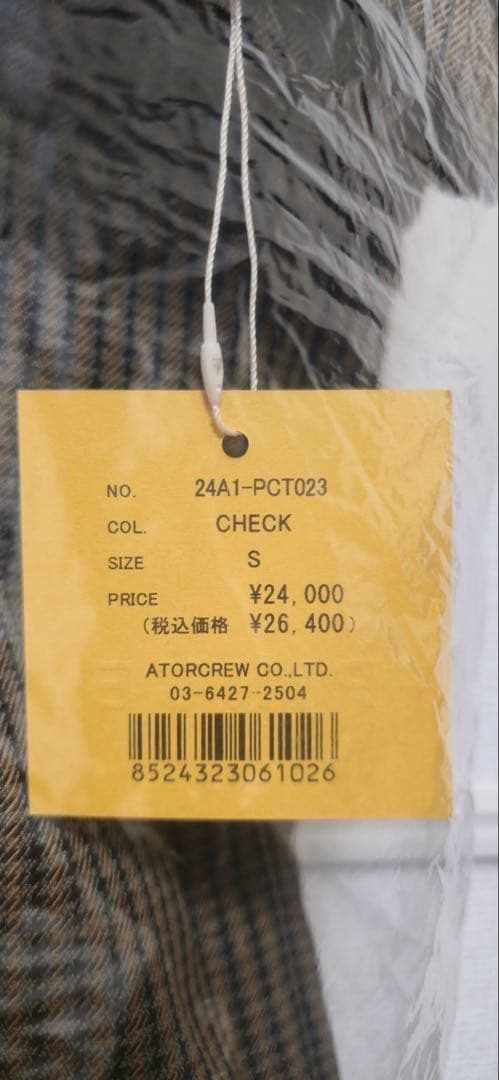 NO. 24A1-PCT023
COL. CHECK
SIZE S
PRICE ¥24,000
(税込価格 ¥26,400)
ATORCREW CO.,LTD.
03-6427-2504
8524323061026